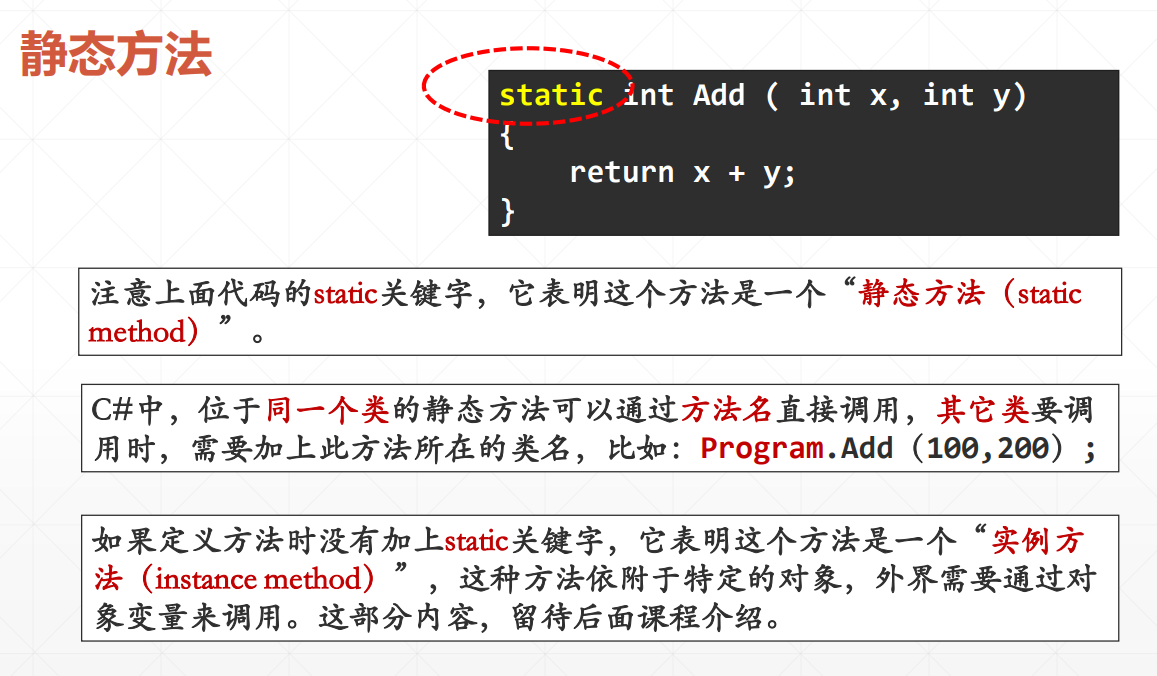 静态方法
static int Add ( int x, int y)
{
return x + y;
}
注意上面代码的static关键字，它表明这个方法是一个“静态方法（static
method）”。
C#中，位于同一个类的静态方法可以通过方法名直接调用，其它类要调
用时，需要加上此方法所在的类名，比如：Program.Add（100,200）;
如果定义方法时没有加上static关键字，它表明这个方法是一个“实例方
法（instance method）”，这种方法依附于特定的对象，外界需要通过对
象变量来调用。这部分内容，留待后面课程介绍。